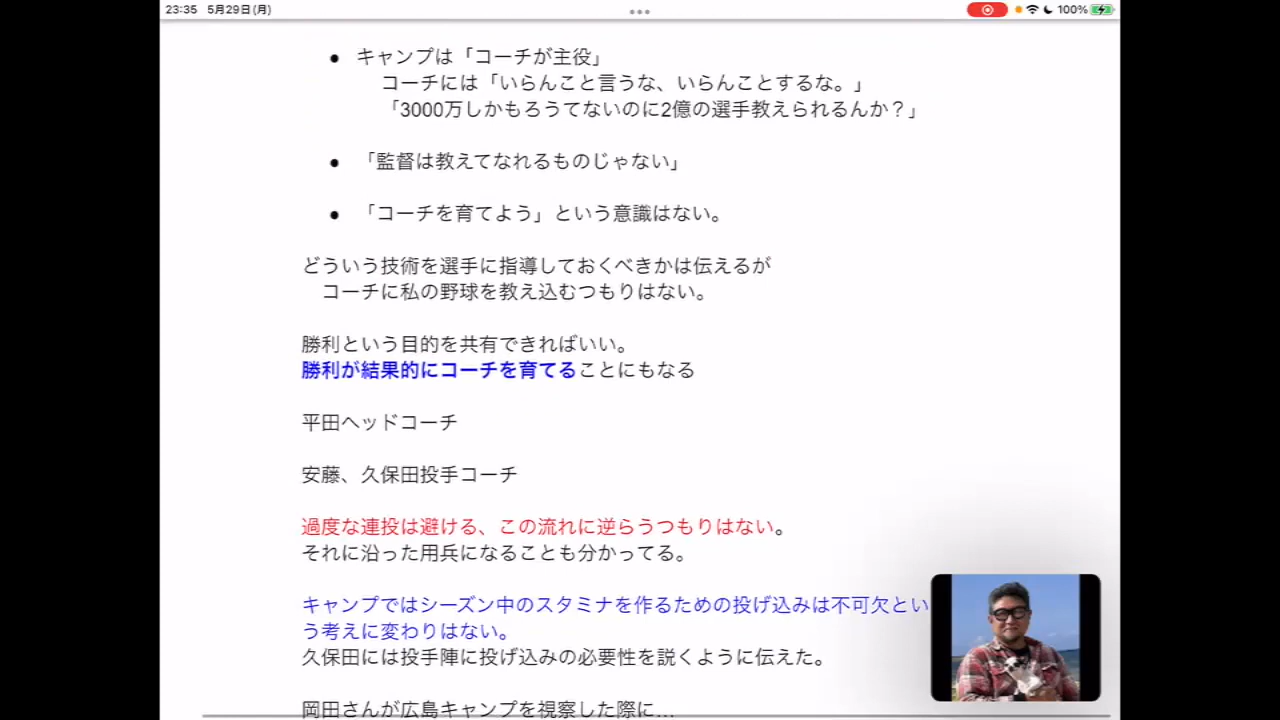 23:35 5月29日(月)
100%
● キャンプは「コーチが主役」
コーチには「いらんこと言うな、いらんことするな。」
「3000万しかもろうてないのに2億の選手教えられるんか？」
● 「監督は教えてなれるものじゃない」
● 「コーチを育てよう」という意識はない。
どういう技術を選手に指導しておくべきかは伝えるが
コーチに私の野球を教え込むつもりはない。
勝利という目的を共有できればいい。
勝利が結果的にコーチを育てることにもなる
平田ヘッドコーチ
安藤、久保田投手コーチ
過度な連投は避ける、この流れに逆らうつもりはない。
それに沿った用兵になることも分かってる。
キャンプではシーズン中のスタミナを作るための投げ込みは不可欠とい
う考えに変わりはない。
久保田には投手陣に投げ込みの必要性を説くように伝えた。
岡田さんが広島キャンプを視察した際に…